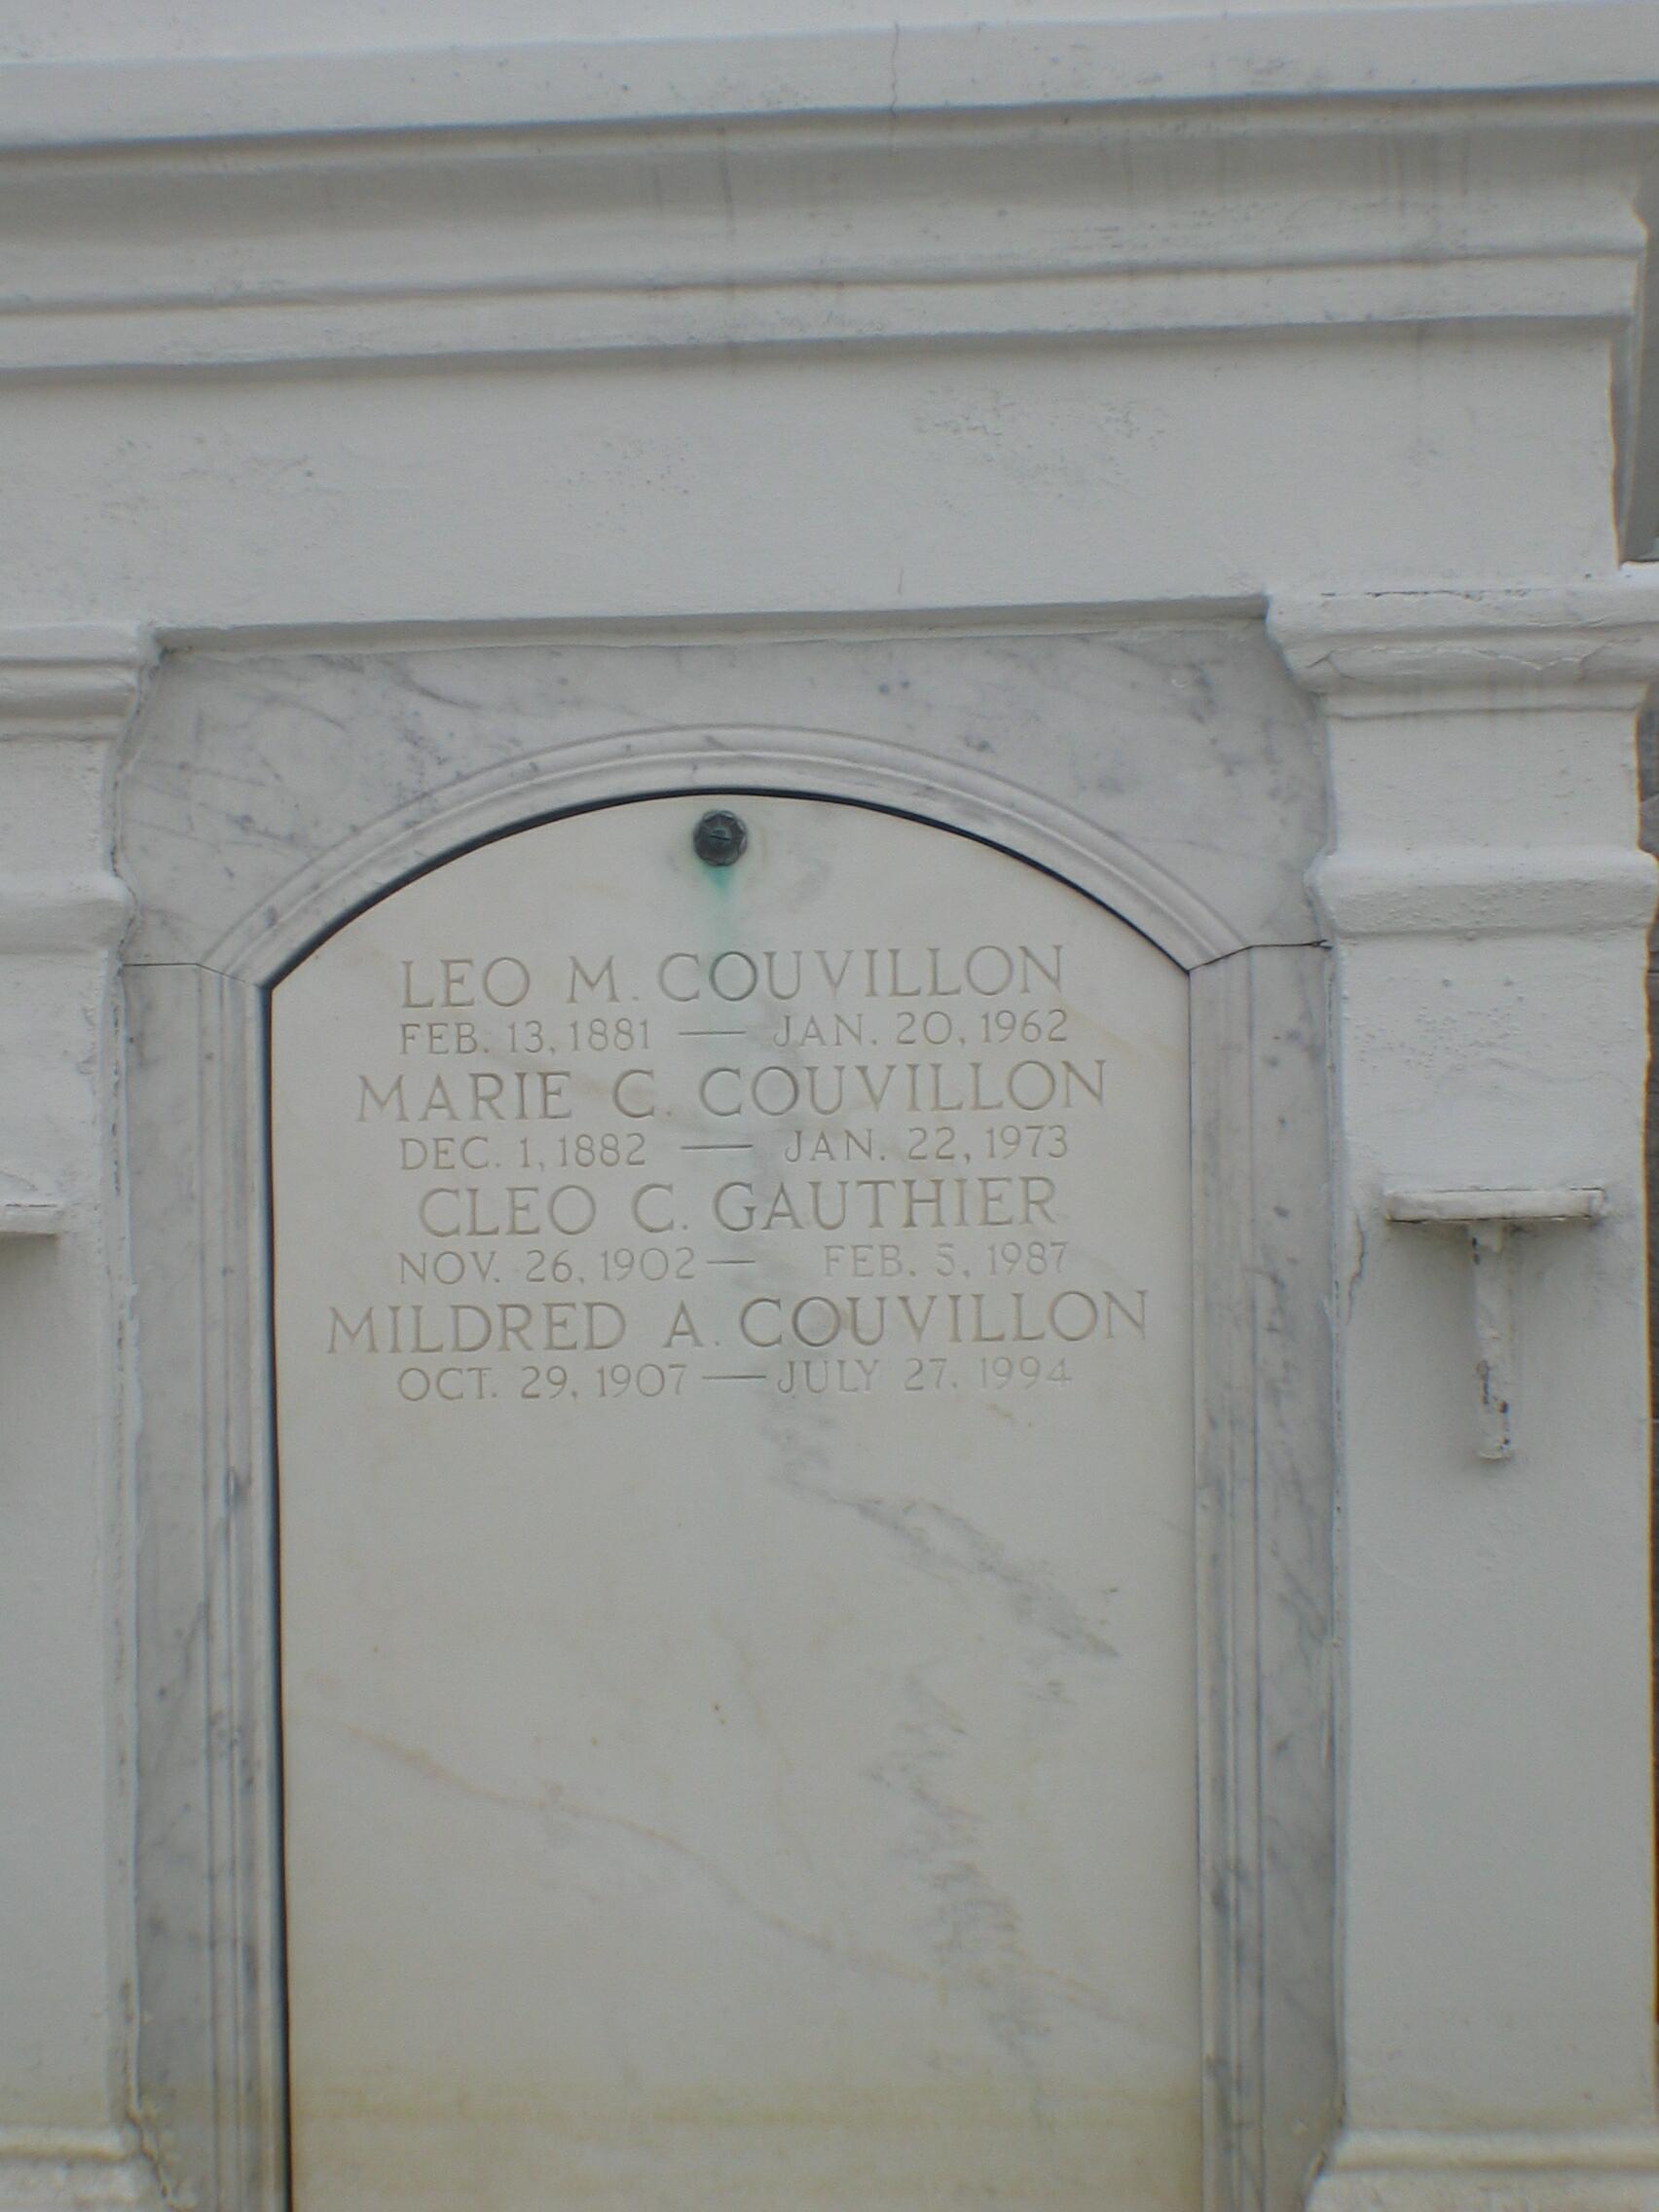 LEO M. COUVILLON
FEB. 13, 1881 — JAN. 20, 1962
MARIE C. COUVILLON
DEC. 1, 1882 — JAN. 22, 1973
CLEO C. GAUTHIER
NOV. 26, 1902 — FEB. 5, 1987
MILDRED A. COUVILLON
OCT. 29, 1907 — JULY 27, 1994